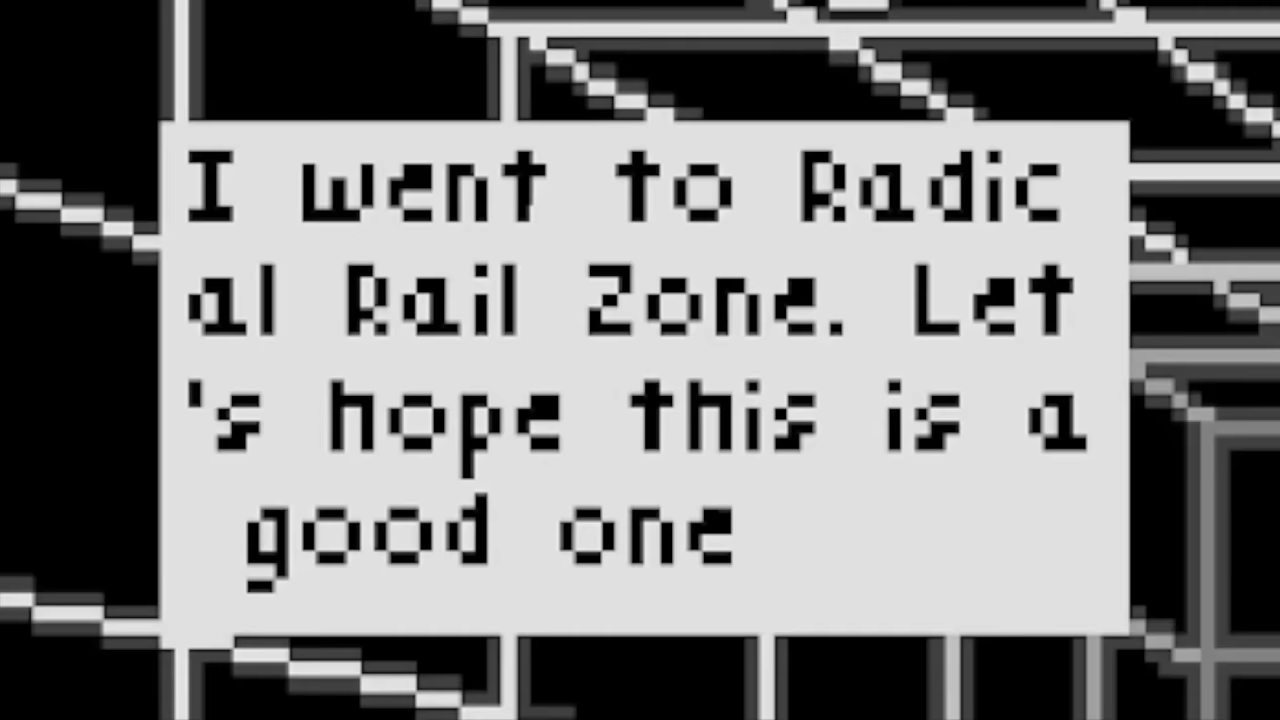 I went to Radic
al Rail Zone. Let
's hope this is a
good one